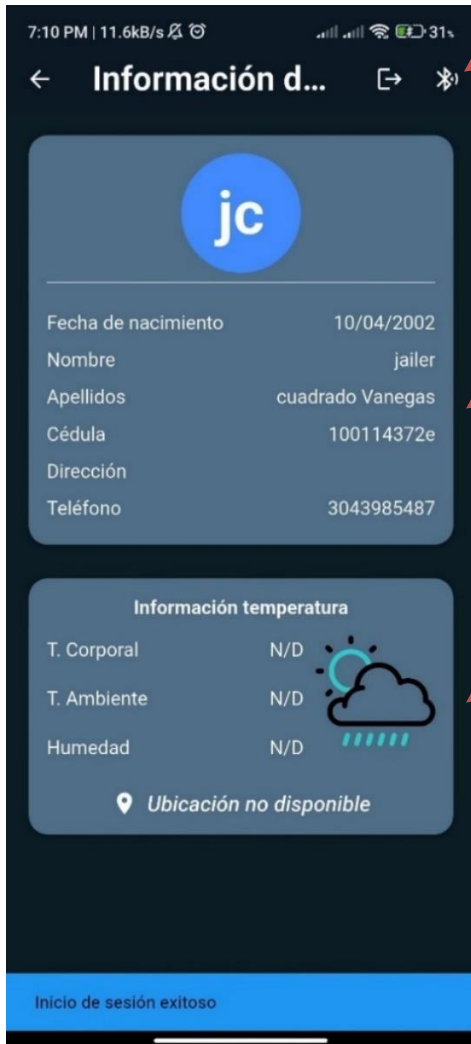 7:10 PM | 11.6kB/s 31%
Información d...
jc
Fecha de nacimiento 10/04/2002
Nombre jailer
Apellidos cuadrado Vanegas
Cédula 100114372e
Dirección
Teléfono 3043985487
Información temperatura
T. Corporal N/D
T. Ambiente N/D
Humedad N/D
Ubicación no disponible
Inicio de sesión exitoso